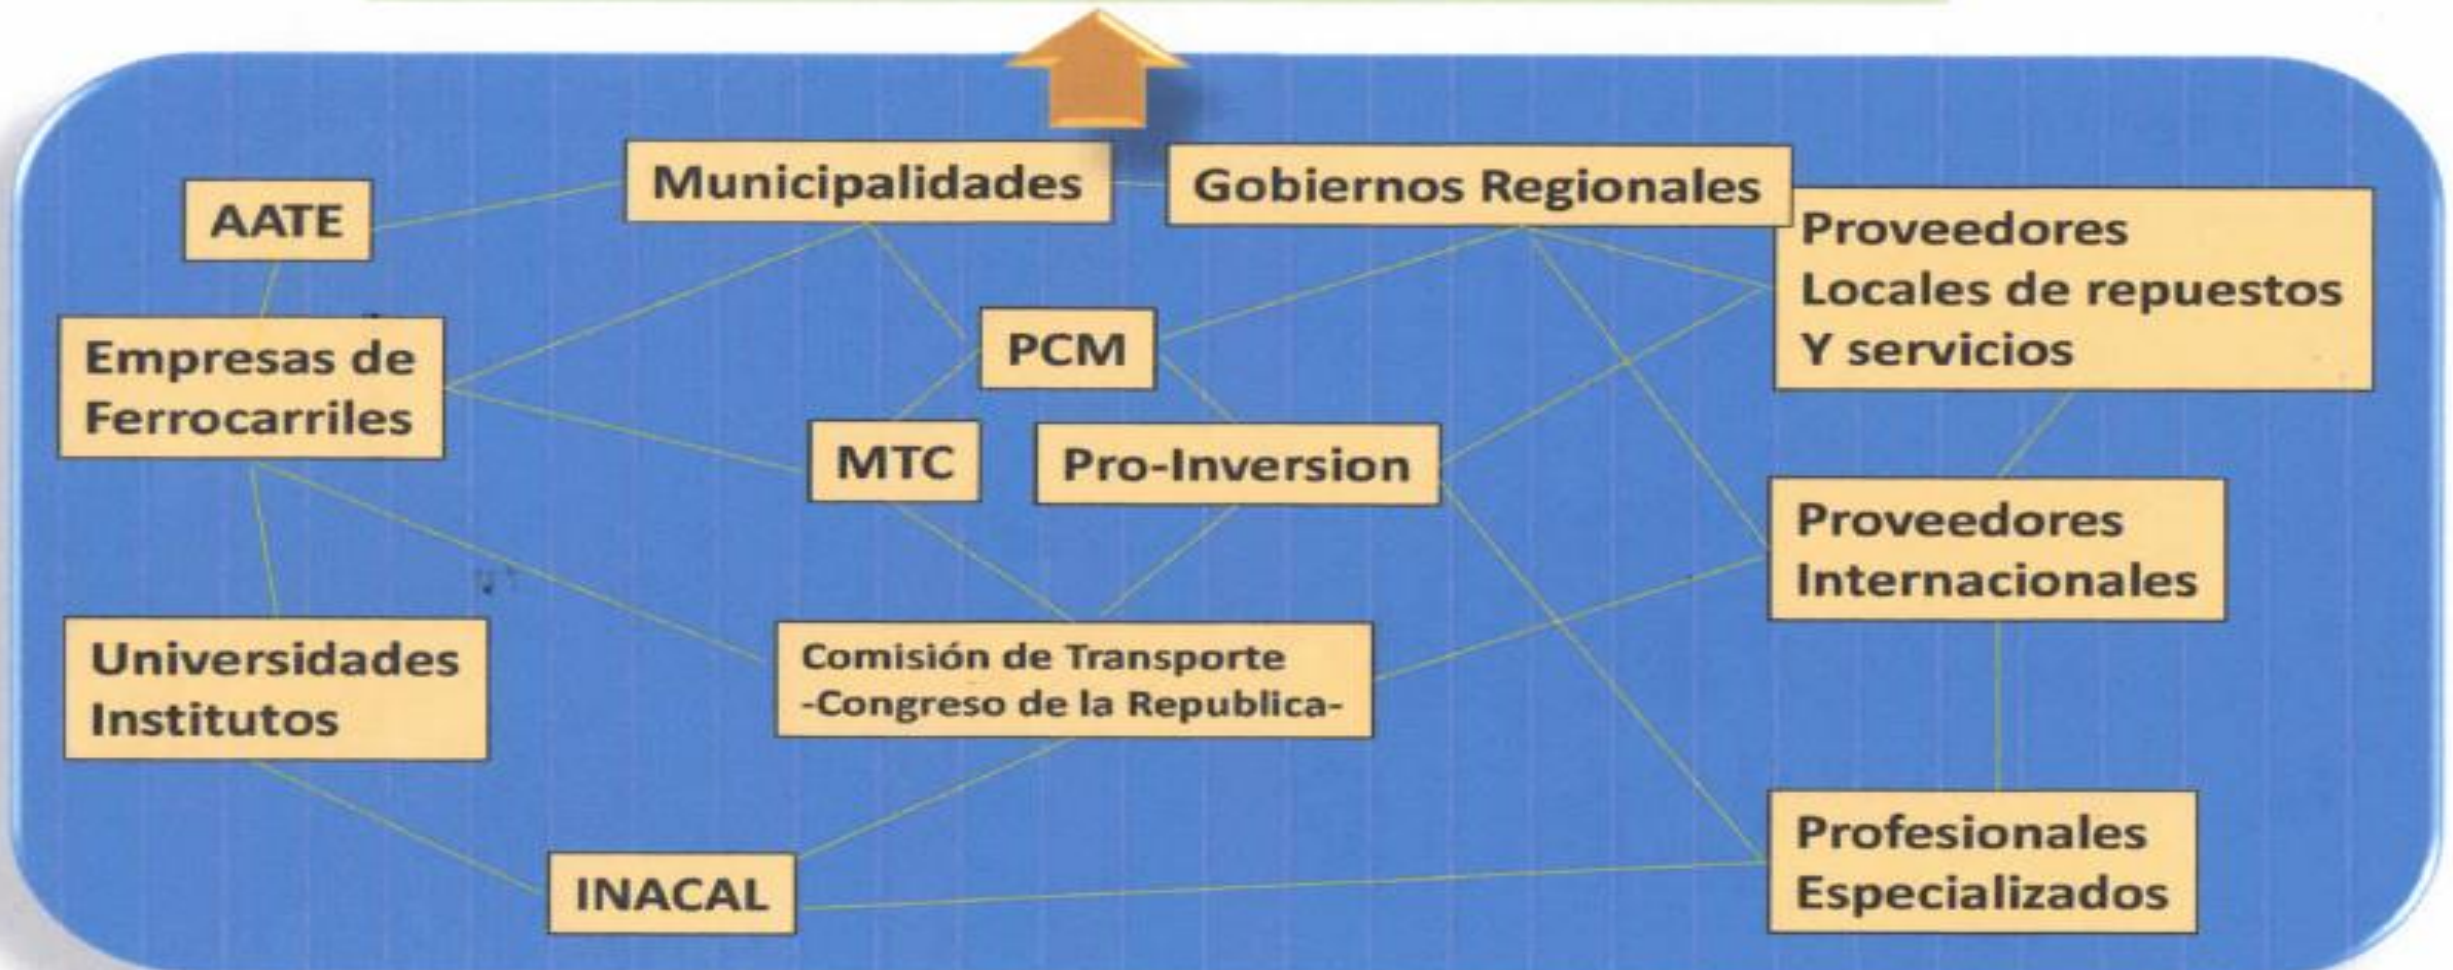 Municipalidades
Gobiernos Regionales
AATE
Proveedores
Locales de repuestos
Y servicios
Empresas de
Ferrocarriles
PCM
MTC
Pro-Inversion
Proveedores
Internacionales
Universidades
Institutos
Comisión de Transporte
-Congreso de la Republica-
Profesionales
Especializados
INACAL